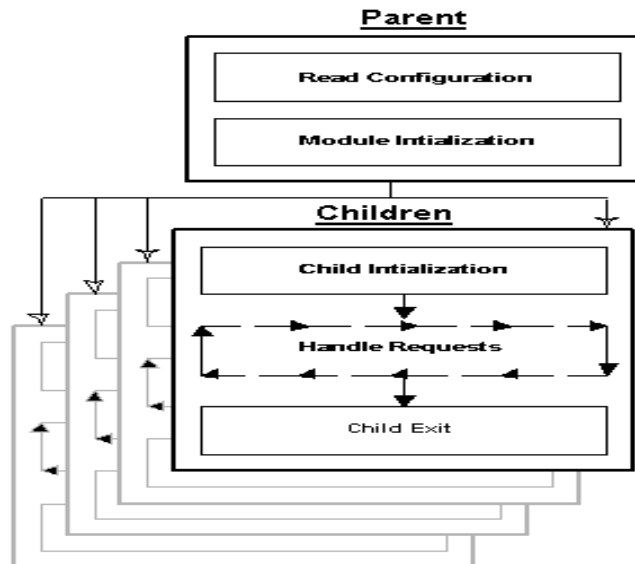 Parent
Read Configuration
Module Intialization
Children
Child Intialization
Handle Requests
Child Exit